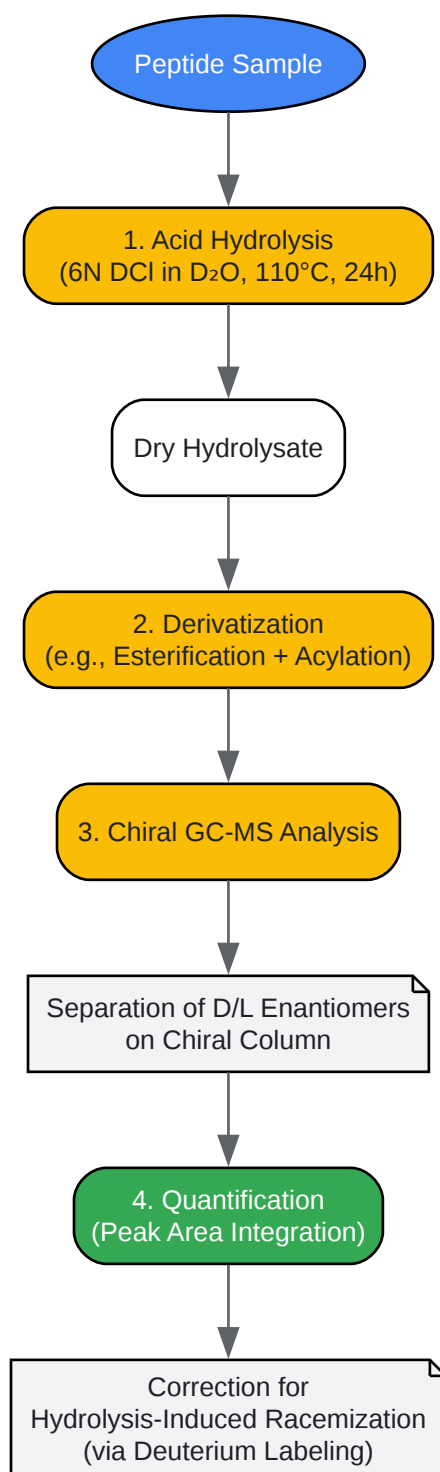 Peptide Sample
1. Acid Hydrolysis
(6N DCl in D₂O, 110°C, 24h)
Dry Hydrolysate
2. Derivatization
(e.g., Esterification + Acylation)
3. Chiral GC-MS Analysis
Separation of D/L Enantiomers
on Chiral Column
4. Quantification
(Peak Area Integration)
Correction for
Hydrolysis-Induced Racemization
(via Deuterium Labeling)